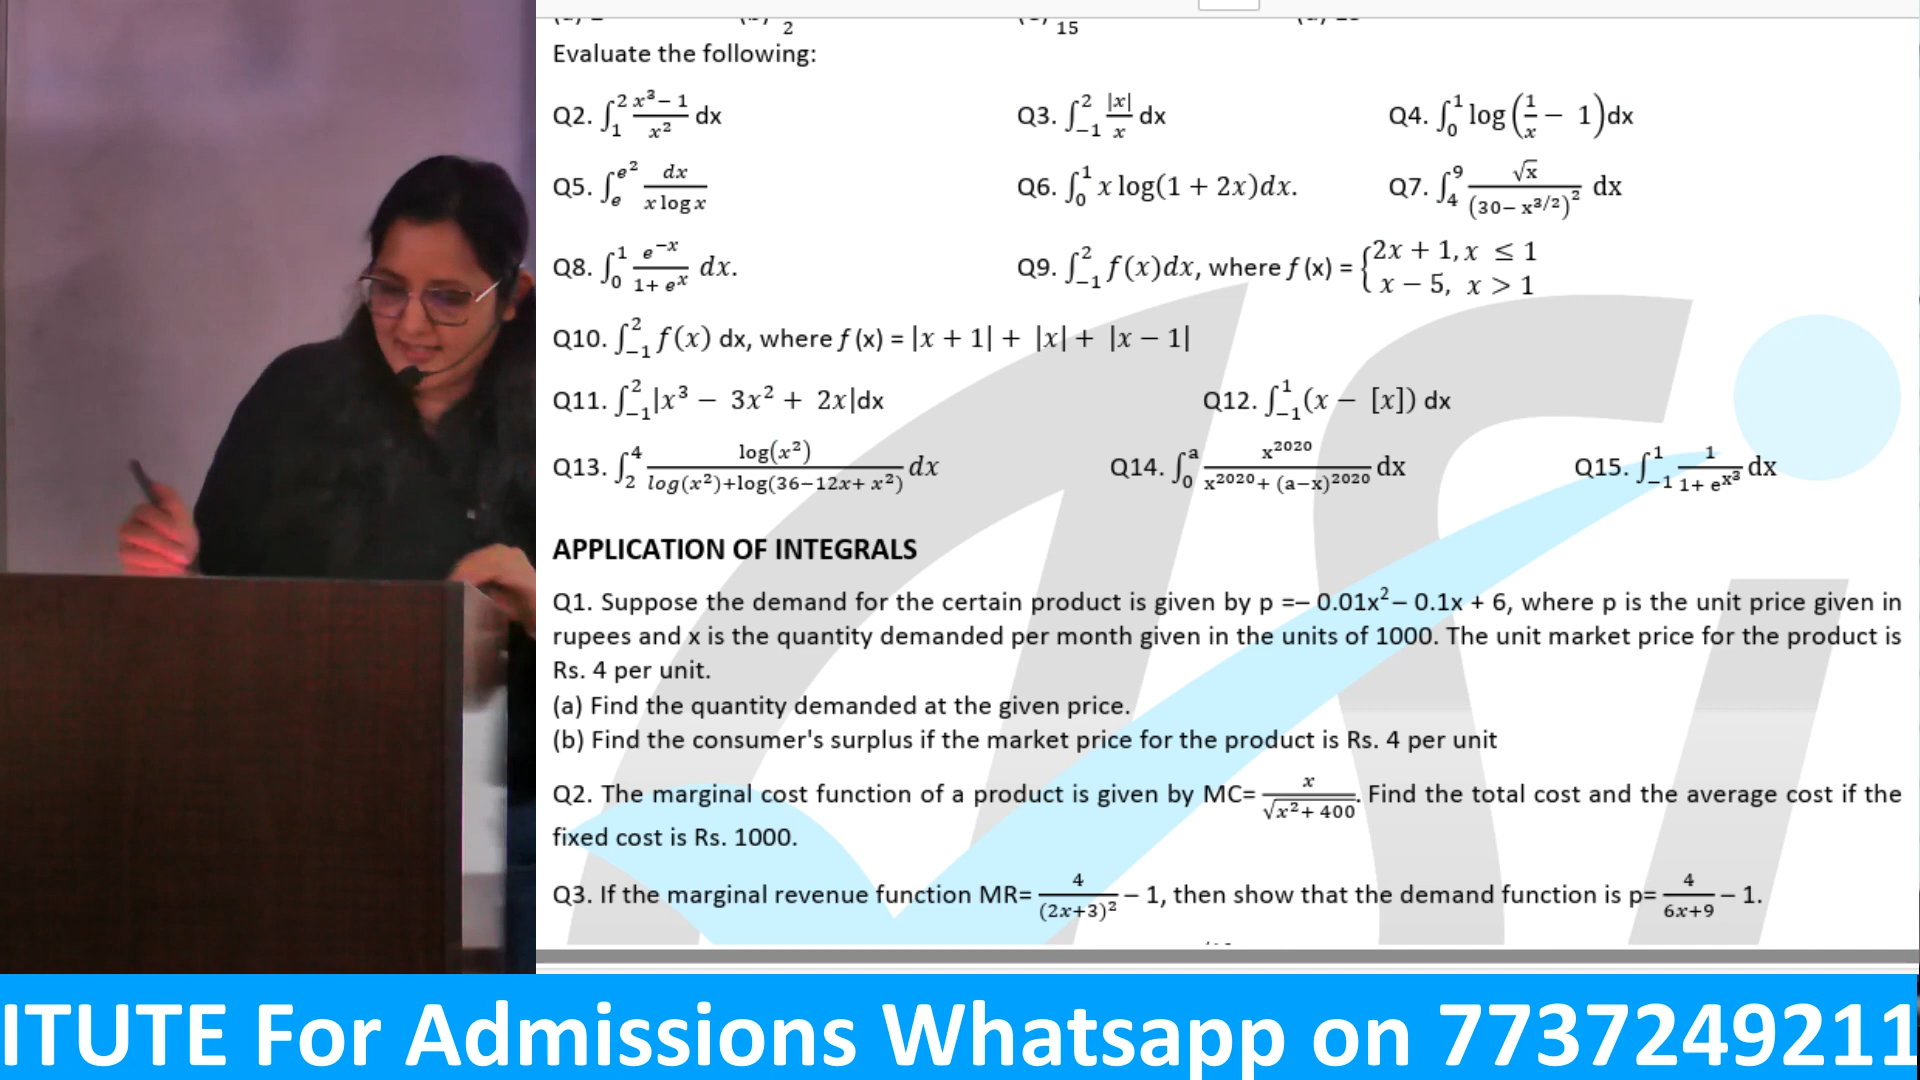 2 15
Evaluate the following:
Q2. ∫₁² (x³ − 1)/x² dx Q3. ∫₋₁² |x|/x dx Q4. ∫₀¹ log(1/x − 1)dx
Q5. ∫ₑ^(e²) dx/(x log x) Q6. ∫₀¹ x log(1 + 2x)dx. Q7. ∫₄⁹ √x/(30− x^(3/2))² dx
Q8. ∫₀¹ e^(−x)/(1+ e^x) dx. Q9. ∫₋₁² f(x)dx, where f (x) = {2x + 1, x ≤ 1
x − 5, x > 1
Q10. ∫₋₁² f(x) dx, where f (x) = |x + 1| + |x| + |x − 1|
Q11. ∫₋₁² |x³ − 3x² + 2x|dx Q12. ∫₋₁¹ (x − [x]) dx
Q13. ∫₂⁴ log(x²)/(log(x²)+log(36−12x+ x²)) dx Q14. ∫₀ᵃ x²⁰²⁰/(x²⁰²⁰+ (a−x)²⁰²⁰) dx Q15. ∫₋₁¹ 1/(1+ e^(x³)) dx
APPLICATION OF INTEGRALS
Q1. Suppose the demand for the certain product is given by p =− 0.01x²− 0.1x + 6, where p is the unit price given in
rupees and x is the quantity demanded per month given in the units of 1000. The unit market price for the product is
Rs. 4 per unit.
(a) Find the quantity demanded at the given price.
(b) Find the consumer's surplus if the market price for the product is Rs. 4 per unit
Q2. The marginal cost function of a product is given by MC= x/√(x²+ 400). Find the total cost and the average cost if the
fixed cost is Rs. 1000.
Q3. If the marginal revenue function MR= 4/(2x+3)² − 1, then show that the demand function is p= 4/(6x+9) − 1.
ITUTE For Admissions Whatsapp on 7737249211